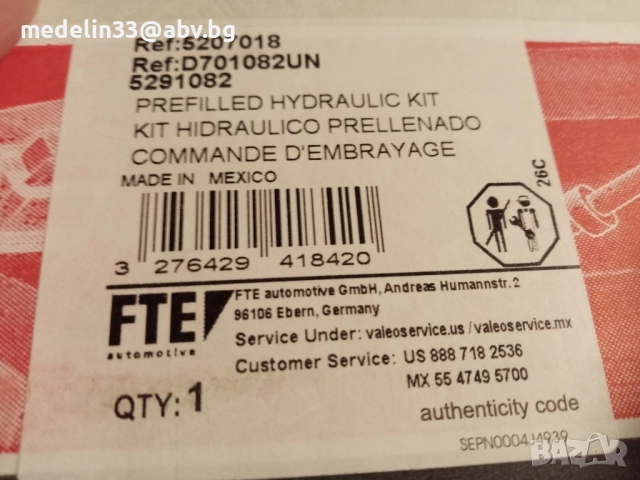 medelin33@abv.bg
Ref:5207018
Ref:D701082UN
5291082
PREFILLED HYDRAULIC KIT
KIT HIDRAULICO PRELLENADO
COMMANDE D'EMBRAYAGE
MADE IN MEXICO
26C
3 276429 418420
FTE
automotive
FTE automotive GmbH, Andreas Humannstr. 2
96106 Ebern, Germany
Service Under: valeoservice.us / valeoservice.mx
Customer Service: US 888 718 2536
MX 55 4749 5700
QTY: 1
authenticity code
SEPN0004J4939
BAZAR